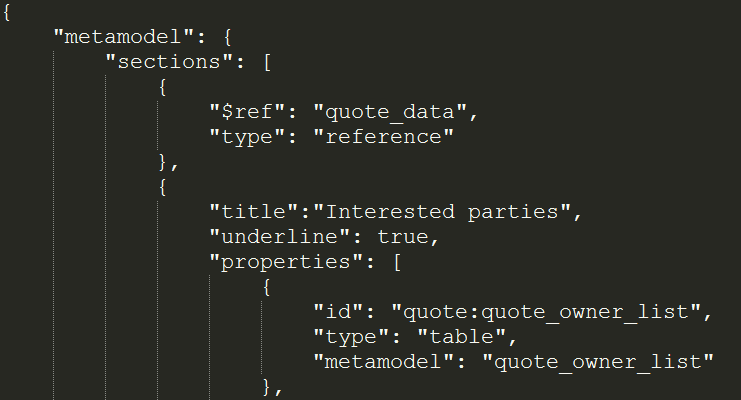 {
    "metamodel": {
        "sections": [
            {
                "$ref": "quote_data",
                "type": "reference"
            },
            {
                "title":"Interested parties",
                "underline": true,
                "properties": [
                    {
                        "id": "quote:quote_owner_list",
                        "type": "table",
                        "metamodel": "quote_owner_list"
                    },